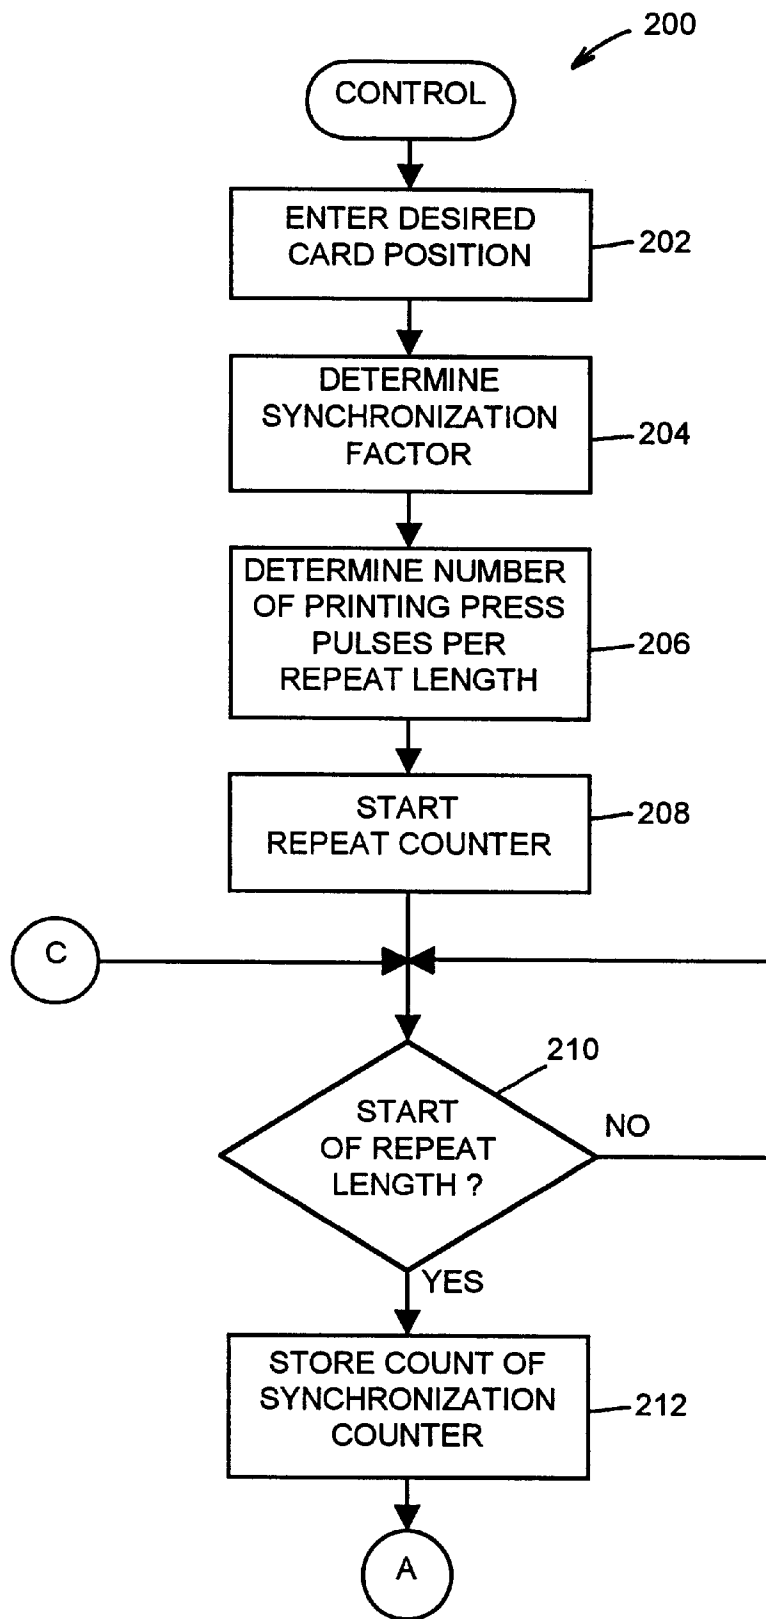 200
CONTROL
ENTER DESIRED
CARD POSITION
202
DETERMINE
SYNCHRONIZATION
FACTOR
204
DETERMINE NUMBER
OF PRINTING PRESS
PULSES PER
REPEAT LENGTH
206
START
REPEAT COUNTER
208
C
210
START
OF REPEAT
LENGTH ?
NO
YES
STORE COUNT OF
SYNCHRONIZATION
COUNTER
212
A